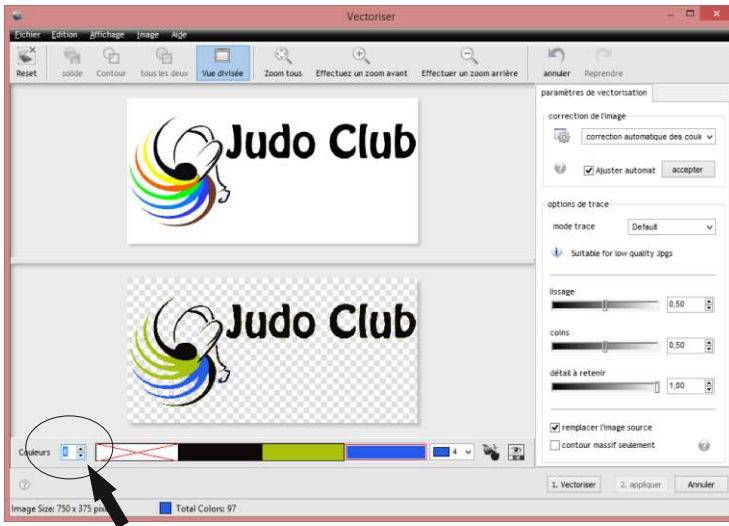 Vectoriser
Fichier Edition Affichage Image Aide
Reset solide Contour tous les deux Vue divisée Zoom tous Effectuez un zoom avant Effectuer un zoom arrière annuler Reprendre
paramètres de vectorisation
correction de l'image
correction automatique des coule
Ajuster automat accepter
options de trace
mode trace Default
Suitable for low quality Jpgs
lissage
0,50
coins
0,50
détail à retenir
1,00
remplacer l'image source
contour massif seulement
Judo Club
Judo Club
Couleurs 4 4
1. Vectoriser 2. appliquer Annuler
Image Size: 750 x 375 Total Colors: 97